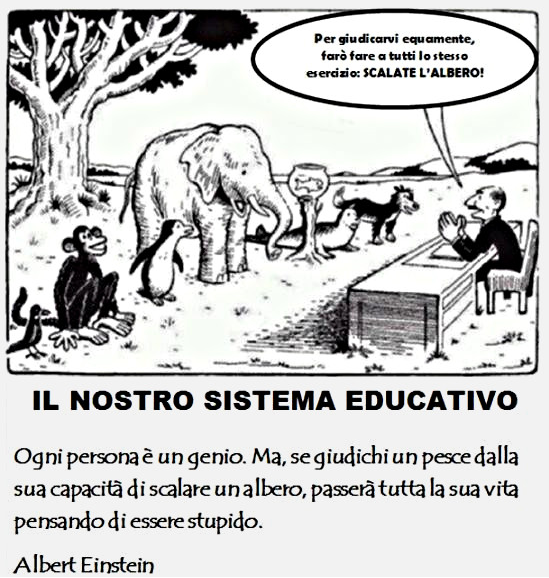 Per giudicarvi equamente,
farò fare a tutti lo stesso
esercizio: SCALATE L'ALBERO!
IL NOSTRO SISTEMA EDUCATIVO
Ogni persona è un genio. Ma, se giudichi un pesce dalla
sua capacità di scalare un albero, passerà tutta la sua vita
pensando di essere stupido.
Albert Einstein